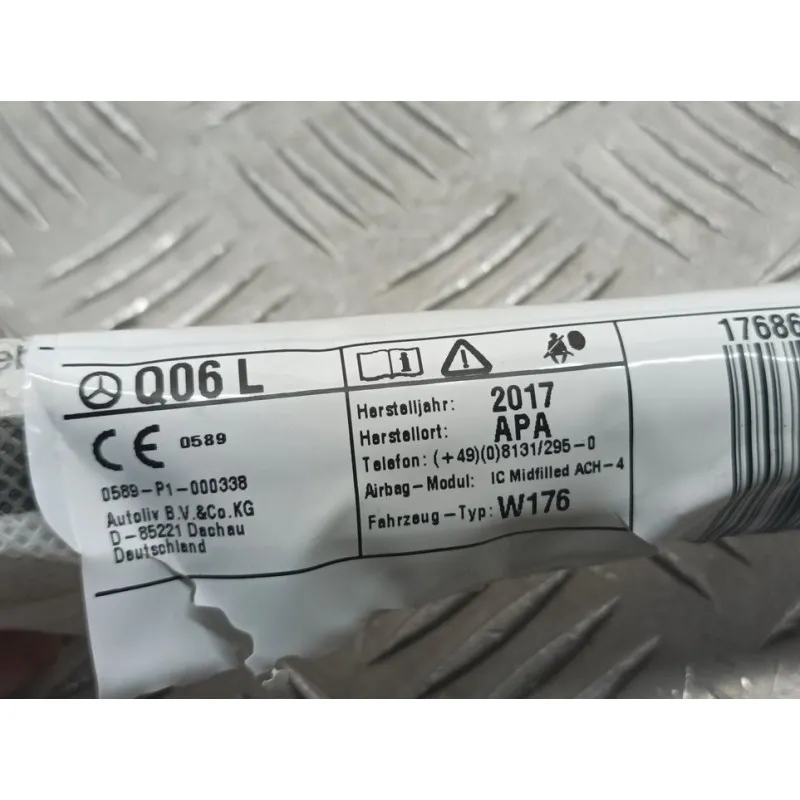 Q06 L
CE 0589
0589-P1-000338
Autoliv B.V.&Co.KG
D-85221 Dachau
Deutschland
i
Herstelljahr: 2017
Herstellort: APA
Telefon: (+49)(0)8131/295-0
Airbag-Modul: IC Midfilled ACH-4
Fahrzeug-Typ: W176
17686